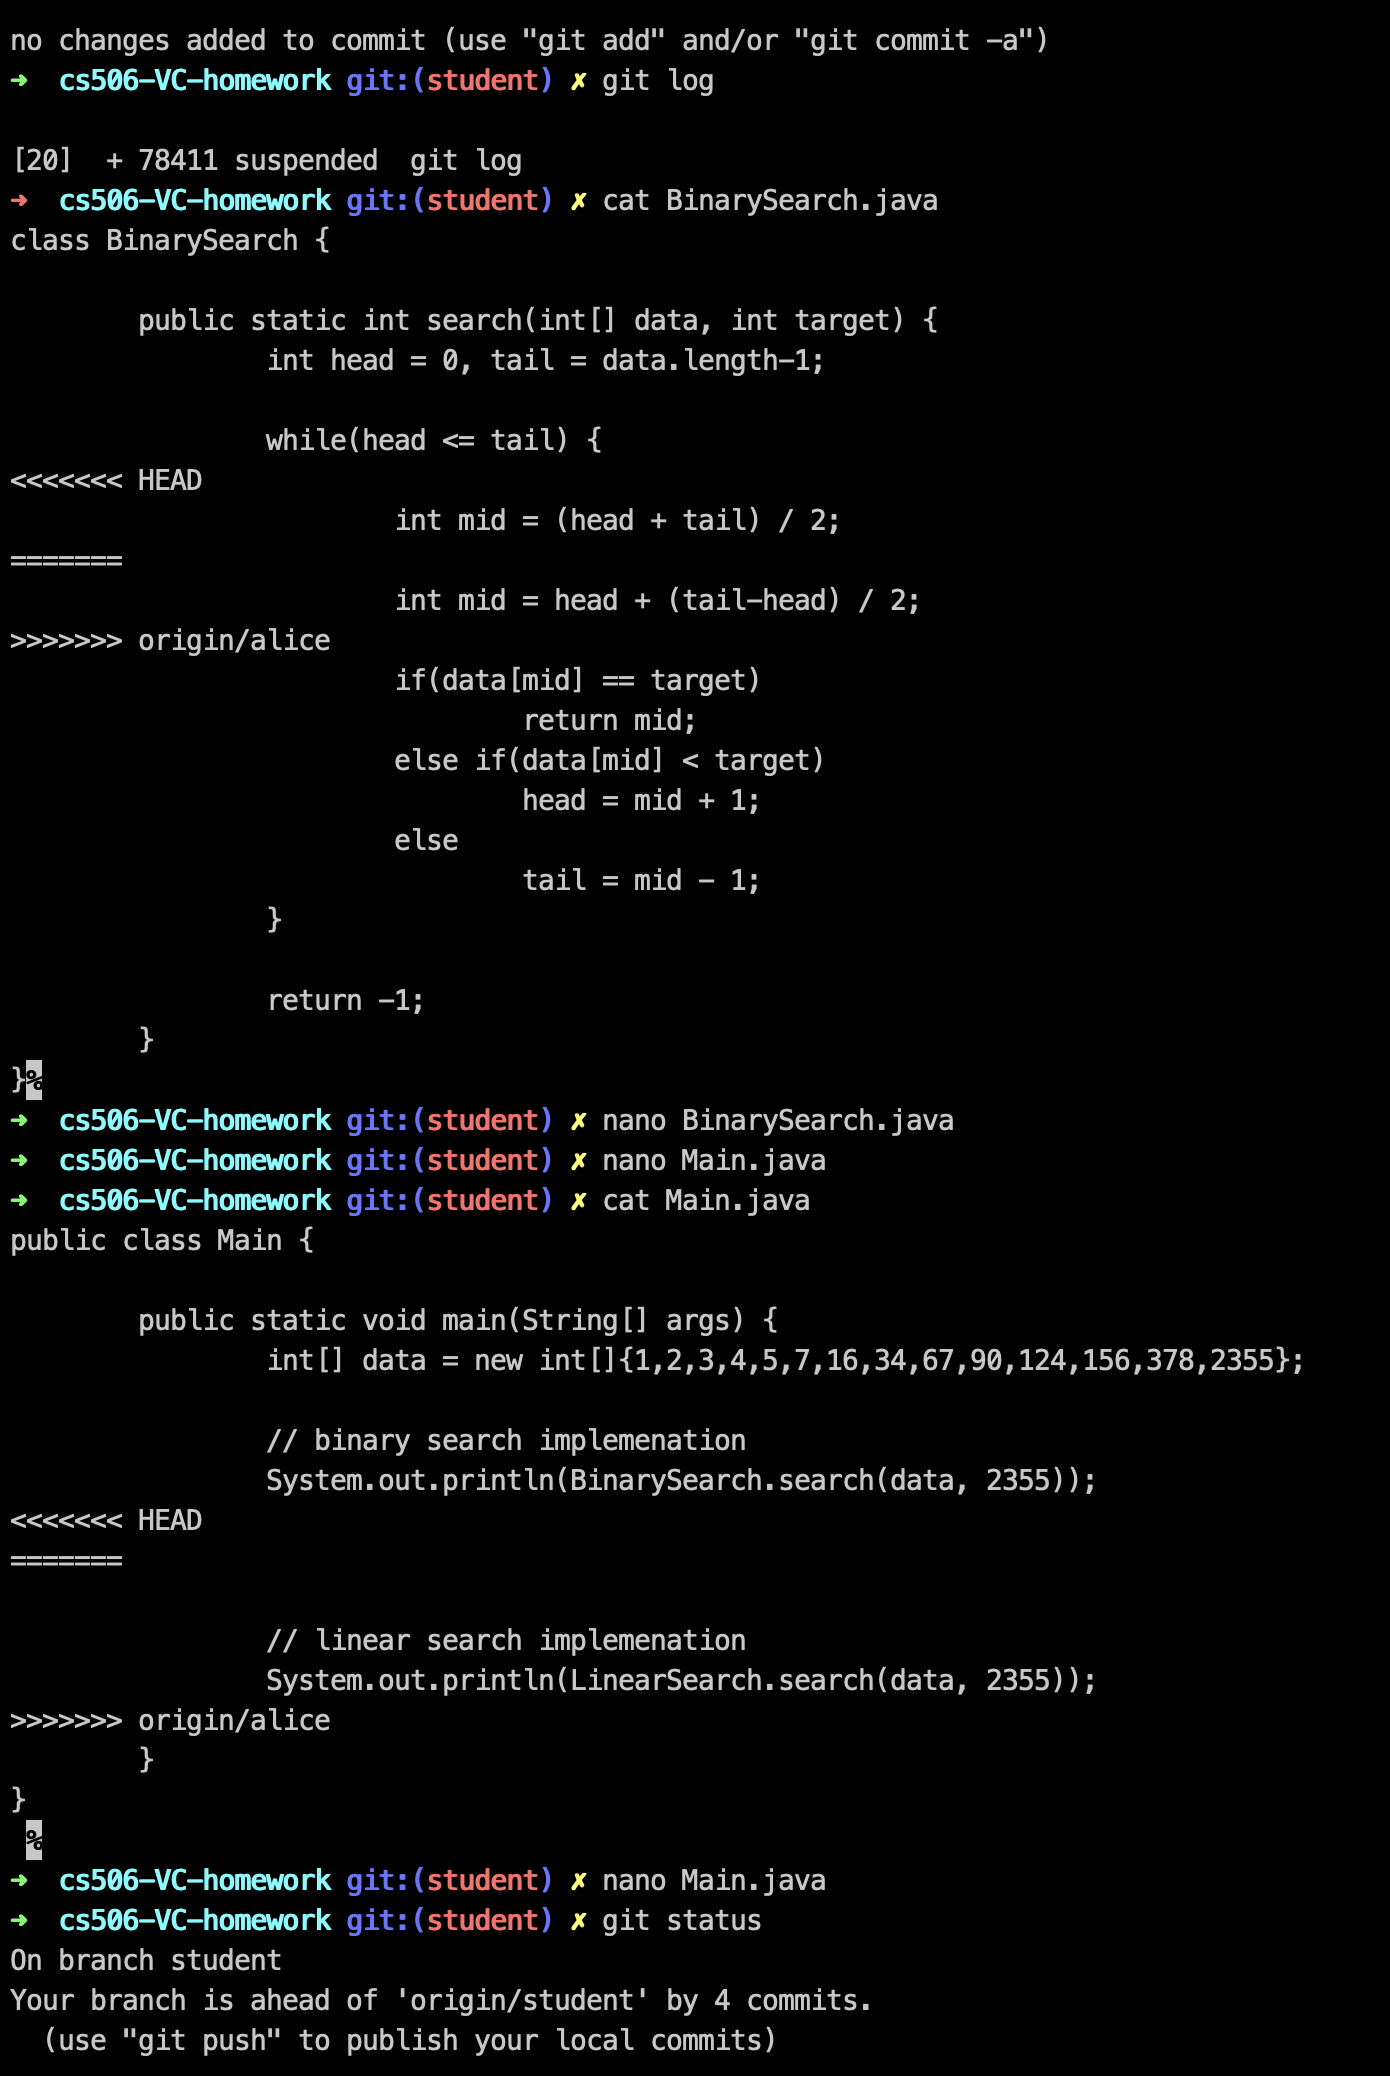 no changes added to commit (use "git add" and/or "git commit -a")
➜  cs506-VC-homework git:(student) ✗ git log

[20]  + 78411 suspended  git log
➜  cs506-VC-homework git:(student) ✗ cat BinarySearch.java
class BinarySearch {

        public static int search(int[] data, int target) {
                int head = 0, tail = data.length-1;

                while(head <= tail) {
<<<<<<< HEAD
                        int mid = (head + tail) / 2;
=======
                        int mid = head + (tail-head) / 2;
>>>>>>> origin/alice
                        if(data[mid] == target)
                                return mid;
                        else if(data[mid] < target)
                                head = mid + 1;
                        else
                                tail = mid - 1;
                }

                return -1;
        }
}%
➜  cs506-VC-homework git:(student) ✗ nano BinarySearch.java
➜  cs506-VC-homework git:(student) ✗ nano Main.java
➜  cs506-VC-homework git:(student) ✗ cat Main.java
public class Main {

        public static void main(String[] args) {
                int[] data = new int[]{1,2,3,4,5,7,16,34,67,90,124,156,378,2355};

                // binary search implemenation
                System.out.println(BinarySearch.search(data, 2355));
<<<<<<< HEAD
=======

                // linear search implemenation
                System.out.println(LinearSearch.search(data, 2355));
>>>>>>> origin/alice
        }
}
 %
➜  cs506-VC-homework git:(student) ✗ nano Main.java
➜  cs506-VC-homework git:(student) ✗ git status
On branch student
Your branch is ahead of 'origin/student' by 4 commits.
  (use "git push" to publish your local commits)